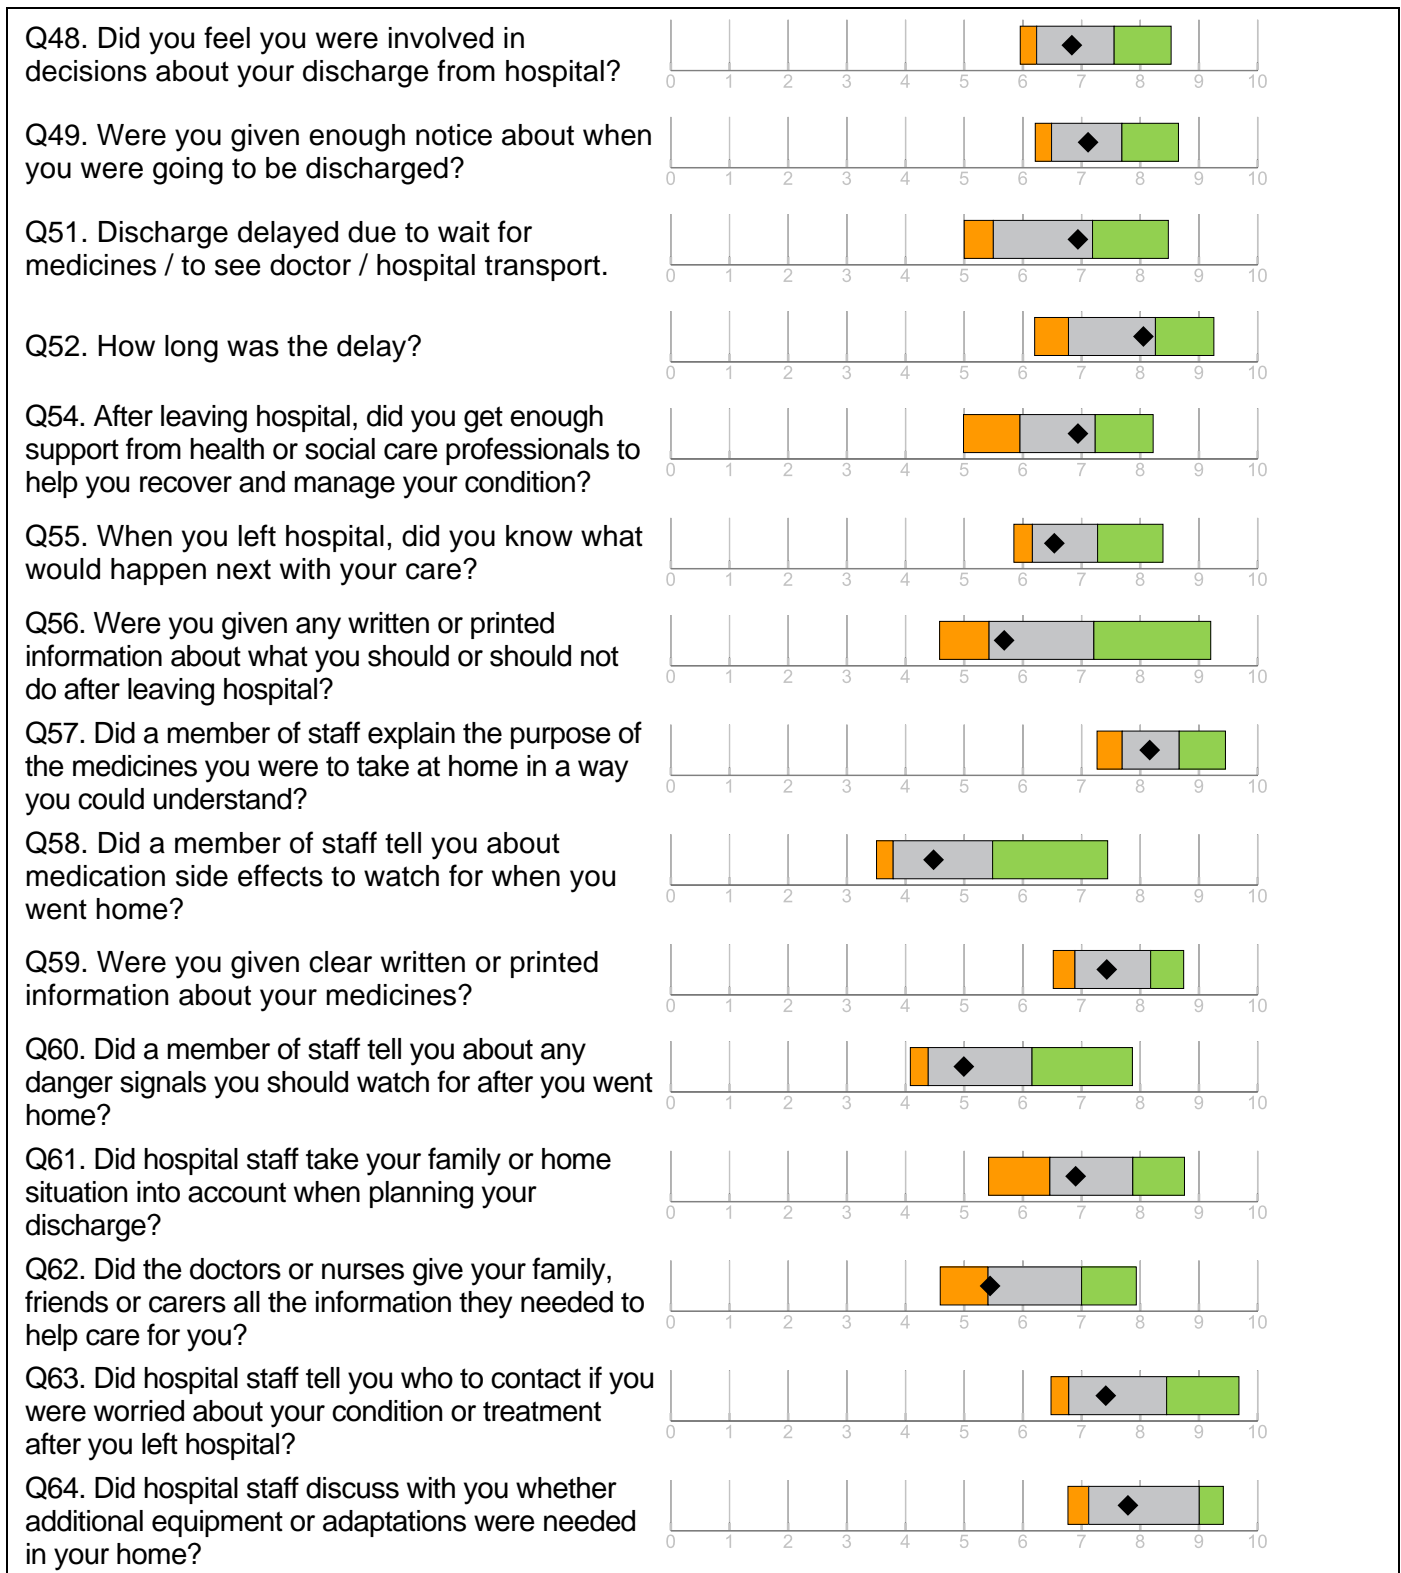 Q48. Did you feel you were involved in
decisions about your discharge from hospital?
0 1 2 3 4 5 6 7 8 9 10
Q49. Were you given enough notice about when
you were going to be discharged?
0 1 2 3 4 5 6 7 8 9 10
Q51. Discharge delayed due to wait for
medicines / to see doctor / hospital transport.
0 1 2 3 4 5 6 7 8 9 10
Q52. How long was the delay?
0 1 2 3 4 5 6 7 8 9 10
Q54. After leaving hospital, did you get enough
support from health or social care professionals to
help you recover and manage your condition?
0 1 2 3 4 5 6 7 8 9 10
Q55. When you left hospital, did you know what
would happen next with your care?
0 1 2 3 4 5 6 7 8 9 10
Q56. Were you given any written or printed
information about what you should or should not
do after leaving hospital?
0 1 2 3 4 5 6 7 8 9 10
Q57. Did a member of staff explain the purpose of
the medicines you were to take at home in a way
you could understand?
0 1 2 3 4 5 6 7 8 9 10
Q58. Did a member of staff tell you about
medication side effects to watch for when you
went home?
0 1 2 3 4 5 6 7 8 9 10
Q59. Were you given clear written or printed
information about your medicines?
0 1 2 3 4 5 6 7 8 9 10
Q60. Did a member of staff tell you about any
danger signals you should watch for after you went
home?
0 1 2 3 4 5 6 7 8 9 10
Q61. Did hospital staff take your family or home
situation into account when planning your
discharge?
0 1 2 3 4 5 6 7 8 9 10
Q62. Did the doctors or nurses give your family,
friends or carers all the information they needed to
help care for you?
0 1 2 3 4 5 6 7 8 9 10
Q63. Did hospital staff tell you who to contact if you
were worried about your condition or treatment
after you left hospital?
0 1 2 3 4 5 6 7 8 9 10
Q64. Did hospital staff discuss with you whether
additional equipment or adaptations were needed
in your home?
0 1 2 3 4 5 6 7 8 9 10